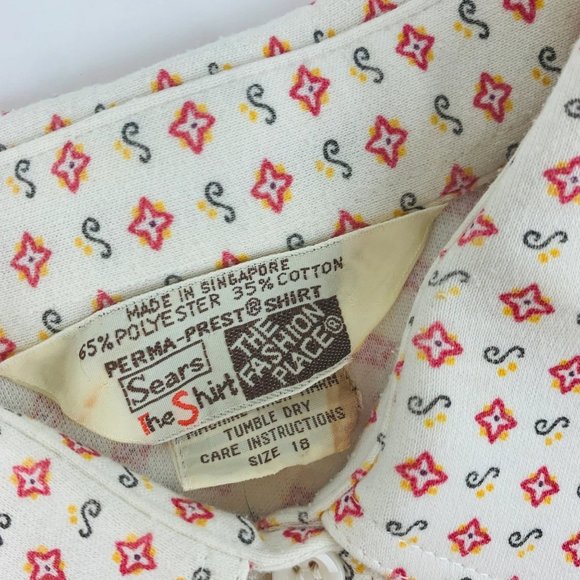 MADE IN SINGAPORE
65% POLYESTER 35% COTTON
PERMA-PREST® SHIRT
Sears
The Shirt
THE
FASHION
PLACE®
WARM
TUMBLE DRY
CARE INSTRUCTIONS
SIZE 18